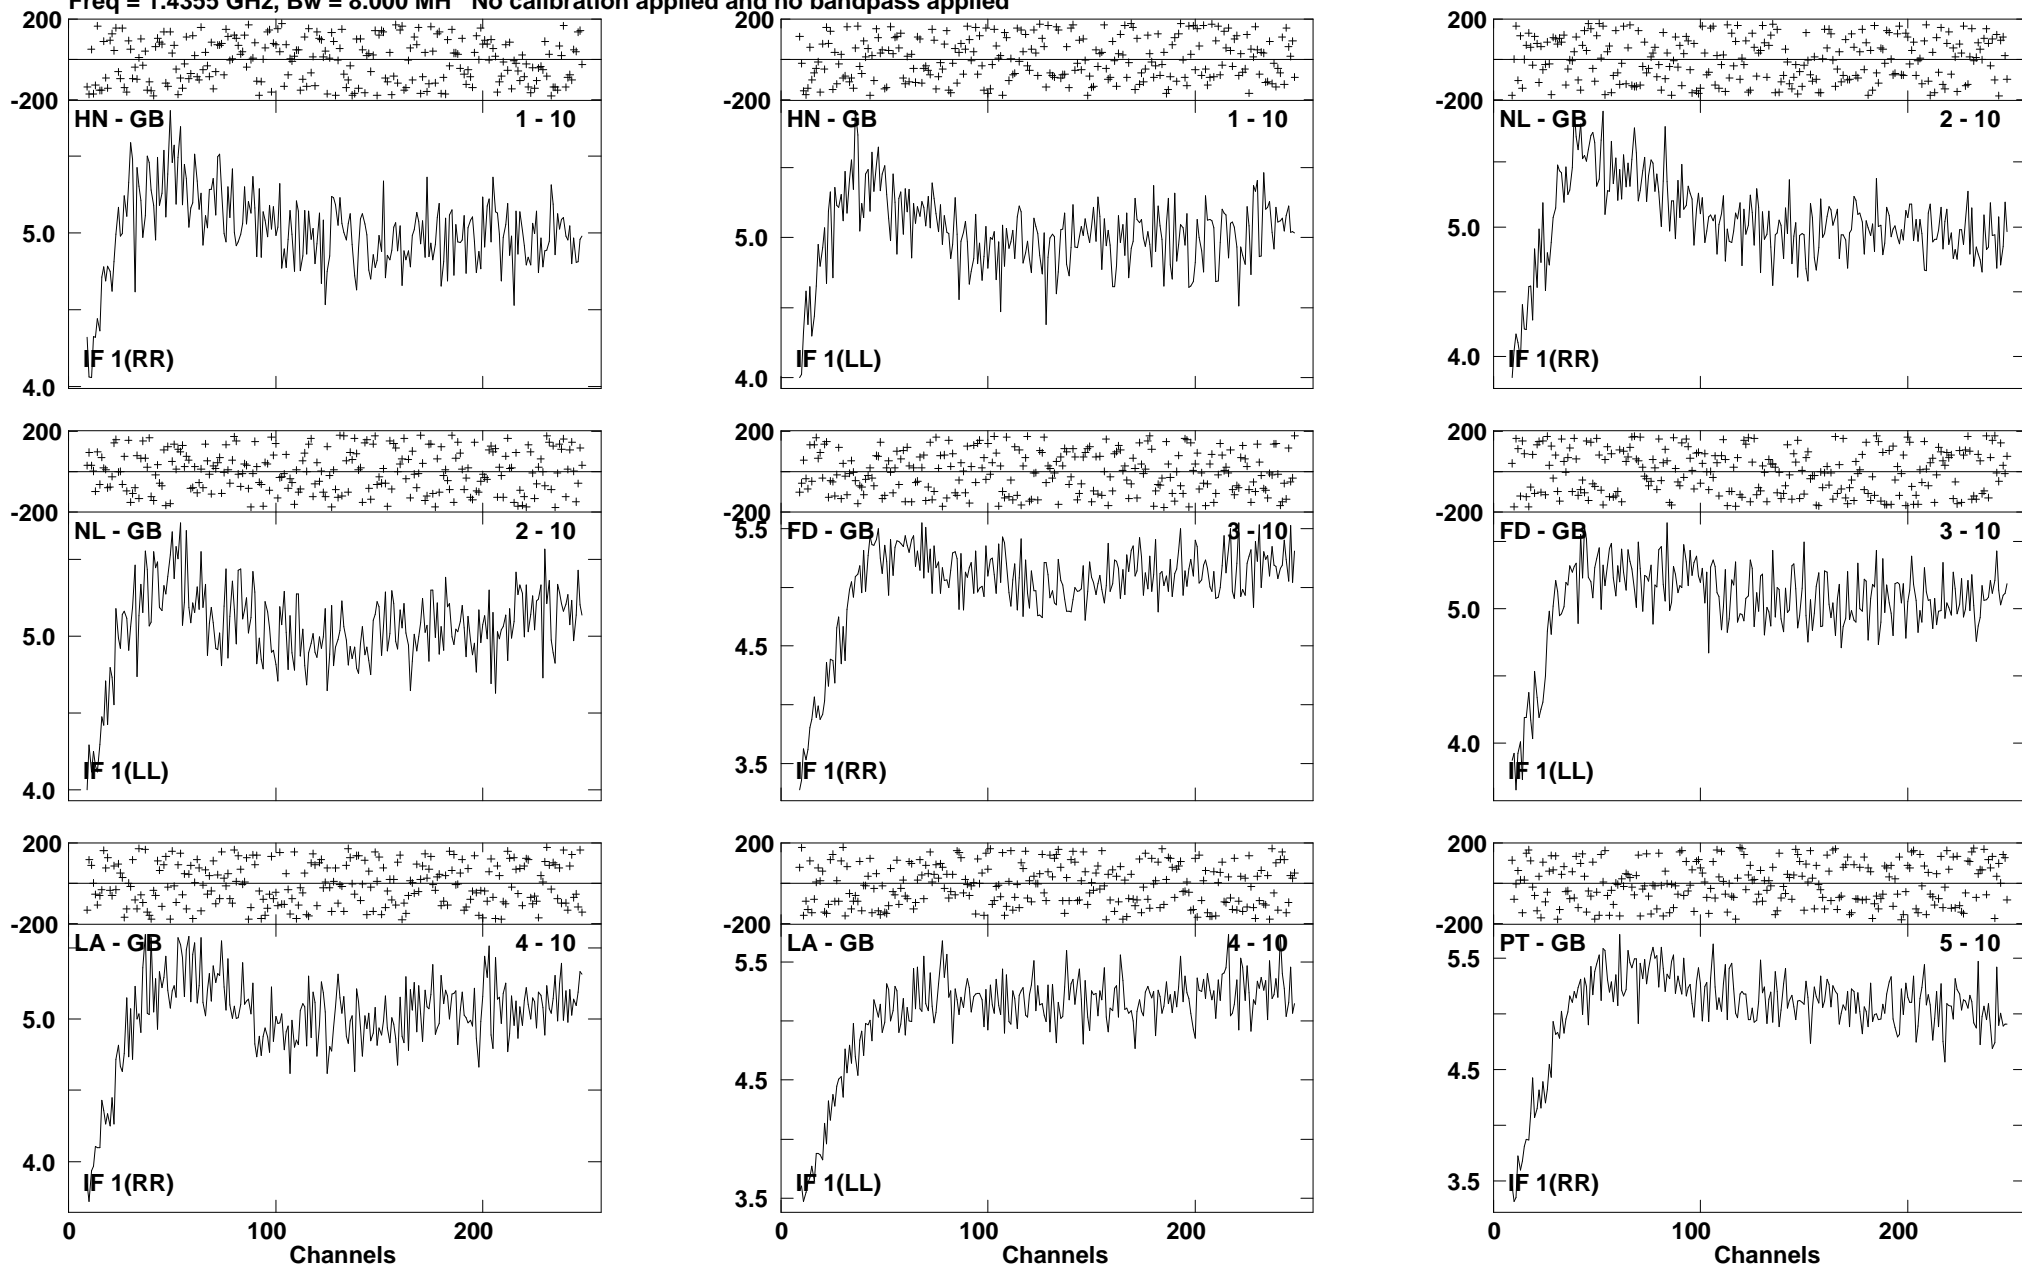 Freq = 1.4355 GHz, Bw = 8.000 MH No calibration applied and no bandpass applied
200 200 200
-200 -200 -200
HN - GB 1 - 10 HN - GB 1 - 10 NL - GB 2 - 10
5.0 5.0 5.0
IF 1(RR) IF 1(LL) IF 1(RR)
4.0 4.0 4.0
200 200 200
-200 -200 -200
NL - GB 2 - 10 5.5 FD - GB 3 - 10 FD - GB 3 - 10
5.0 4.5 5.0
4.0 IF 1(LL) 3.5 IF 1(RR) 4.0 IF 1(LL)
200 200 200
-200 -200 -200
LA - GB 4 - 10 LA - GB 4 - 10 PT - GB 5 - 10
5.0 5.5 5.5
4.0 4.5 4.5
IF 1(RR) 3.5 IF 1(LL) 3.5 IF 1(RR)
0 100 200 0 100 200
Channels Channels Channels